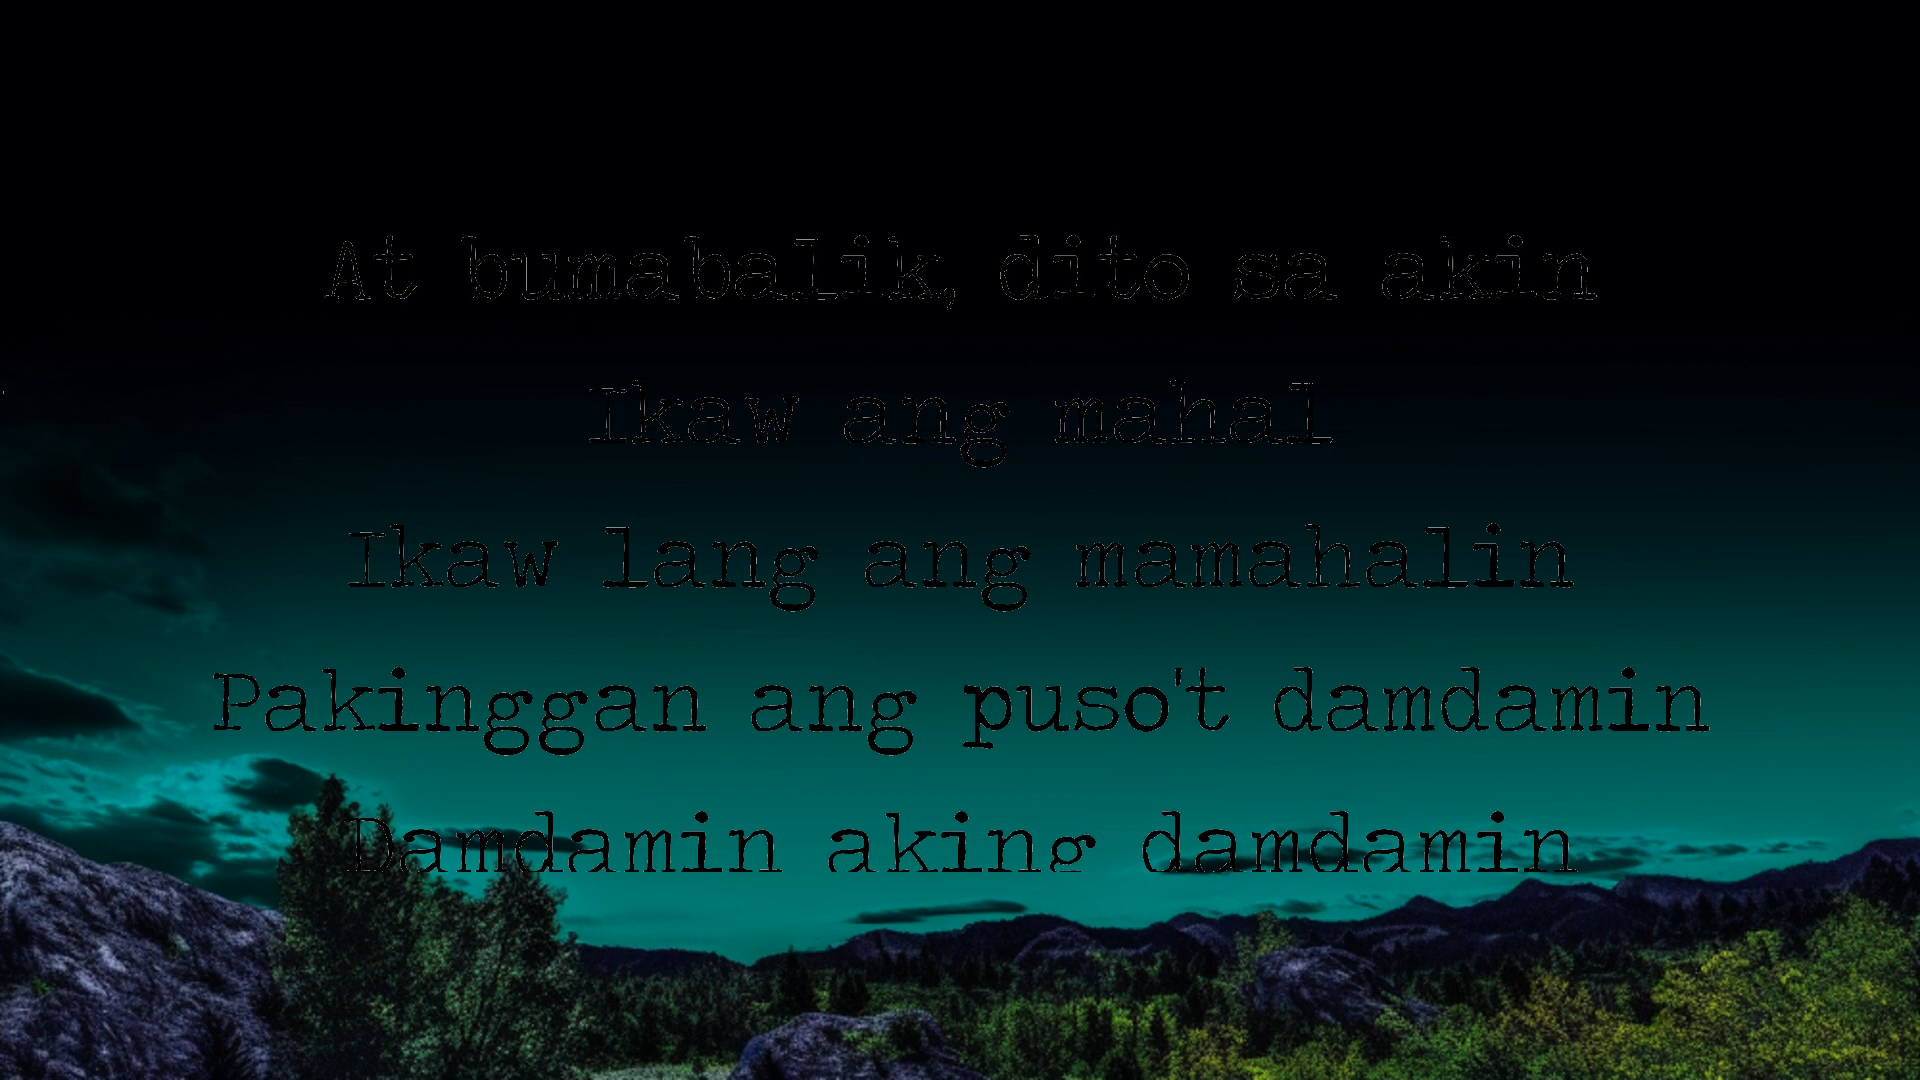 At bumabalik, dito sa akin
Ikaw ang mahal
Ikaw lang ang mamahalin
Pakinggan ang puso't damdamin
Damdamin aking damdamin